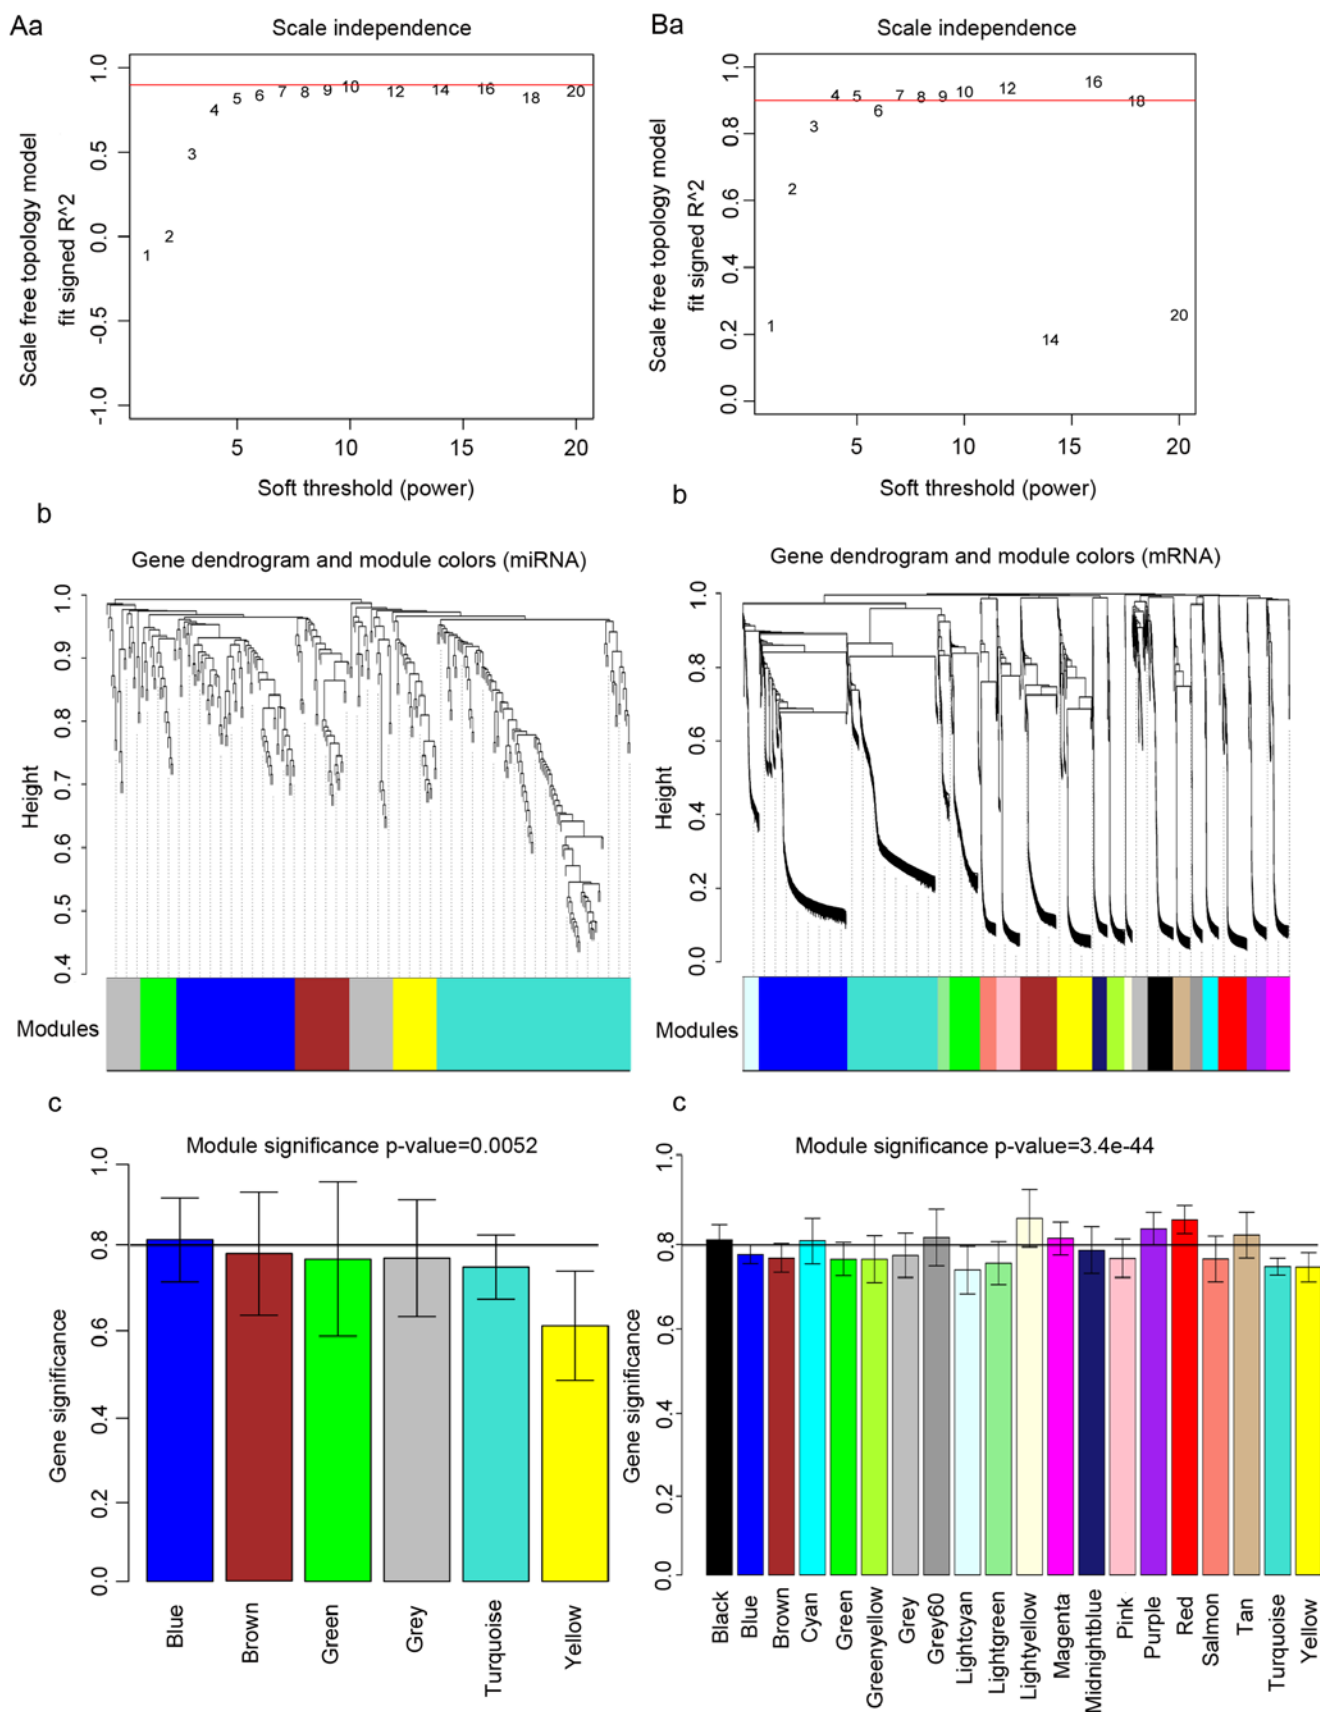 Aa
Scale independence
Scale free topology model
fit signed R^2
1.0
0.5
0.0
-0.5
-1.0
1
2
3
4
5
6
7
8
9
10
12
14
16
18
20
5
10
15
20
Soft threshold (power)
Ba
Scale independence
Scale free topology model
fit signed R^2
1.0
0.8
0.6
0.4
0.2
0.0
1
2
3
4
5
6
7
8
9
10
12
14
16
18
20
5
10
15
20
Soft threshold (power)
b
Gene dendrogram and module colors (miRNA)
Height
1.0
0.9
0.8
0.7
0.6
0.5
0.4
Modules
b
Gene dendrogram and module colors (mRNA)
Height
1.0
0.8
0.6
0.4
0.2
0.0
Modules
c
Module significance p-value=0.0052
Gene significance
1.0
0.8
0.6
0.4
0.2
0.0
Blue
Brown
Green
Grey
Turquoise
Yellow
c
Module significance p-value=3.4e-44
Gene significance
1.0
0.8
0.6
0.4
0.2
0.0
Black
Blue
Brown
Cyan
Green
Greenyellow
Grey
Grey60
Lightcyan
Lightgreen
Lightyellow
Magenta
Midnightblue
Pink
Purple
Red
Salmon
Tan
Turquoise
Yellow